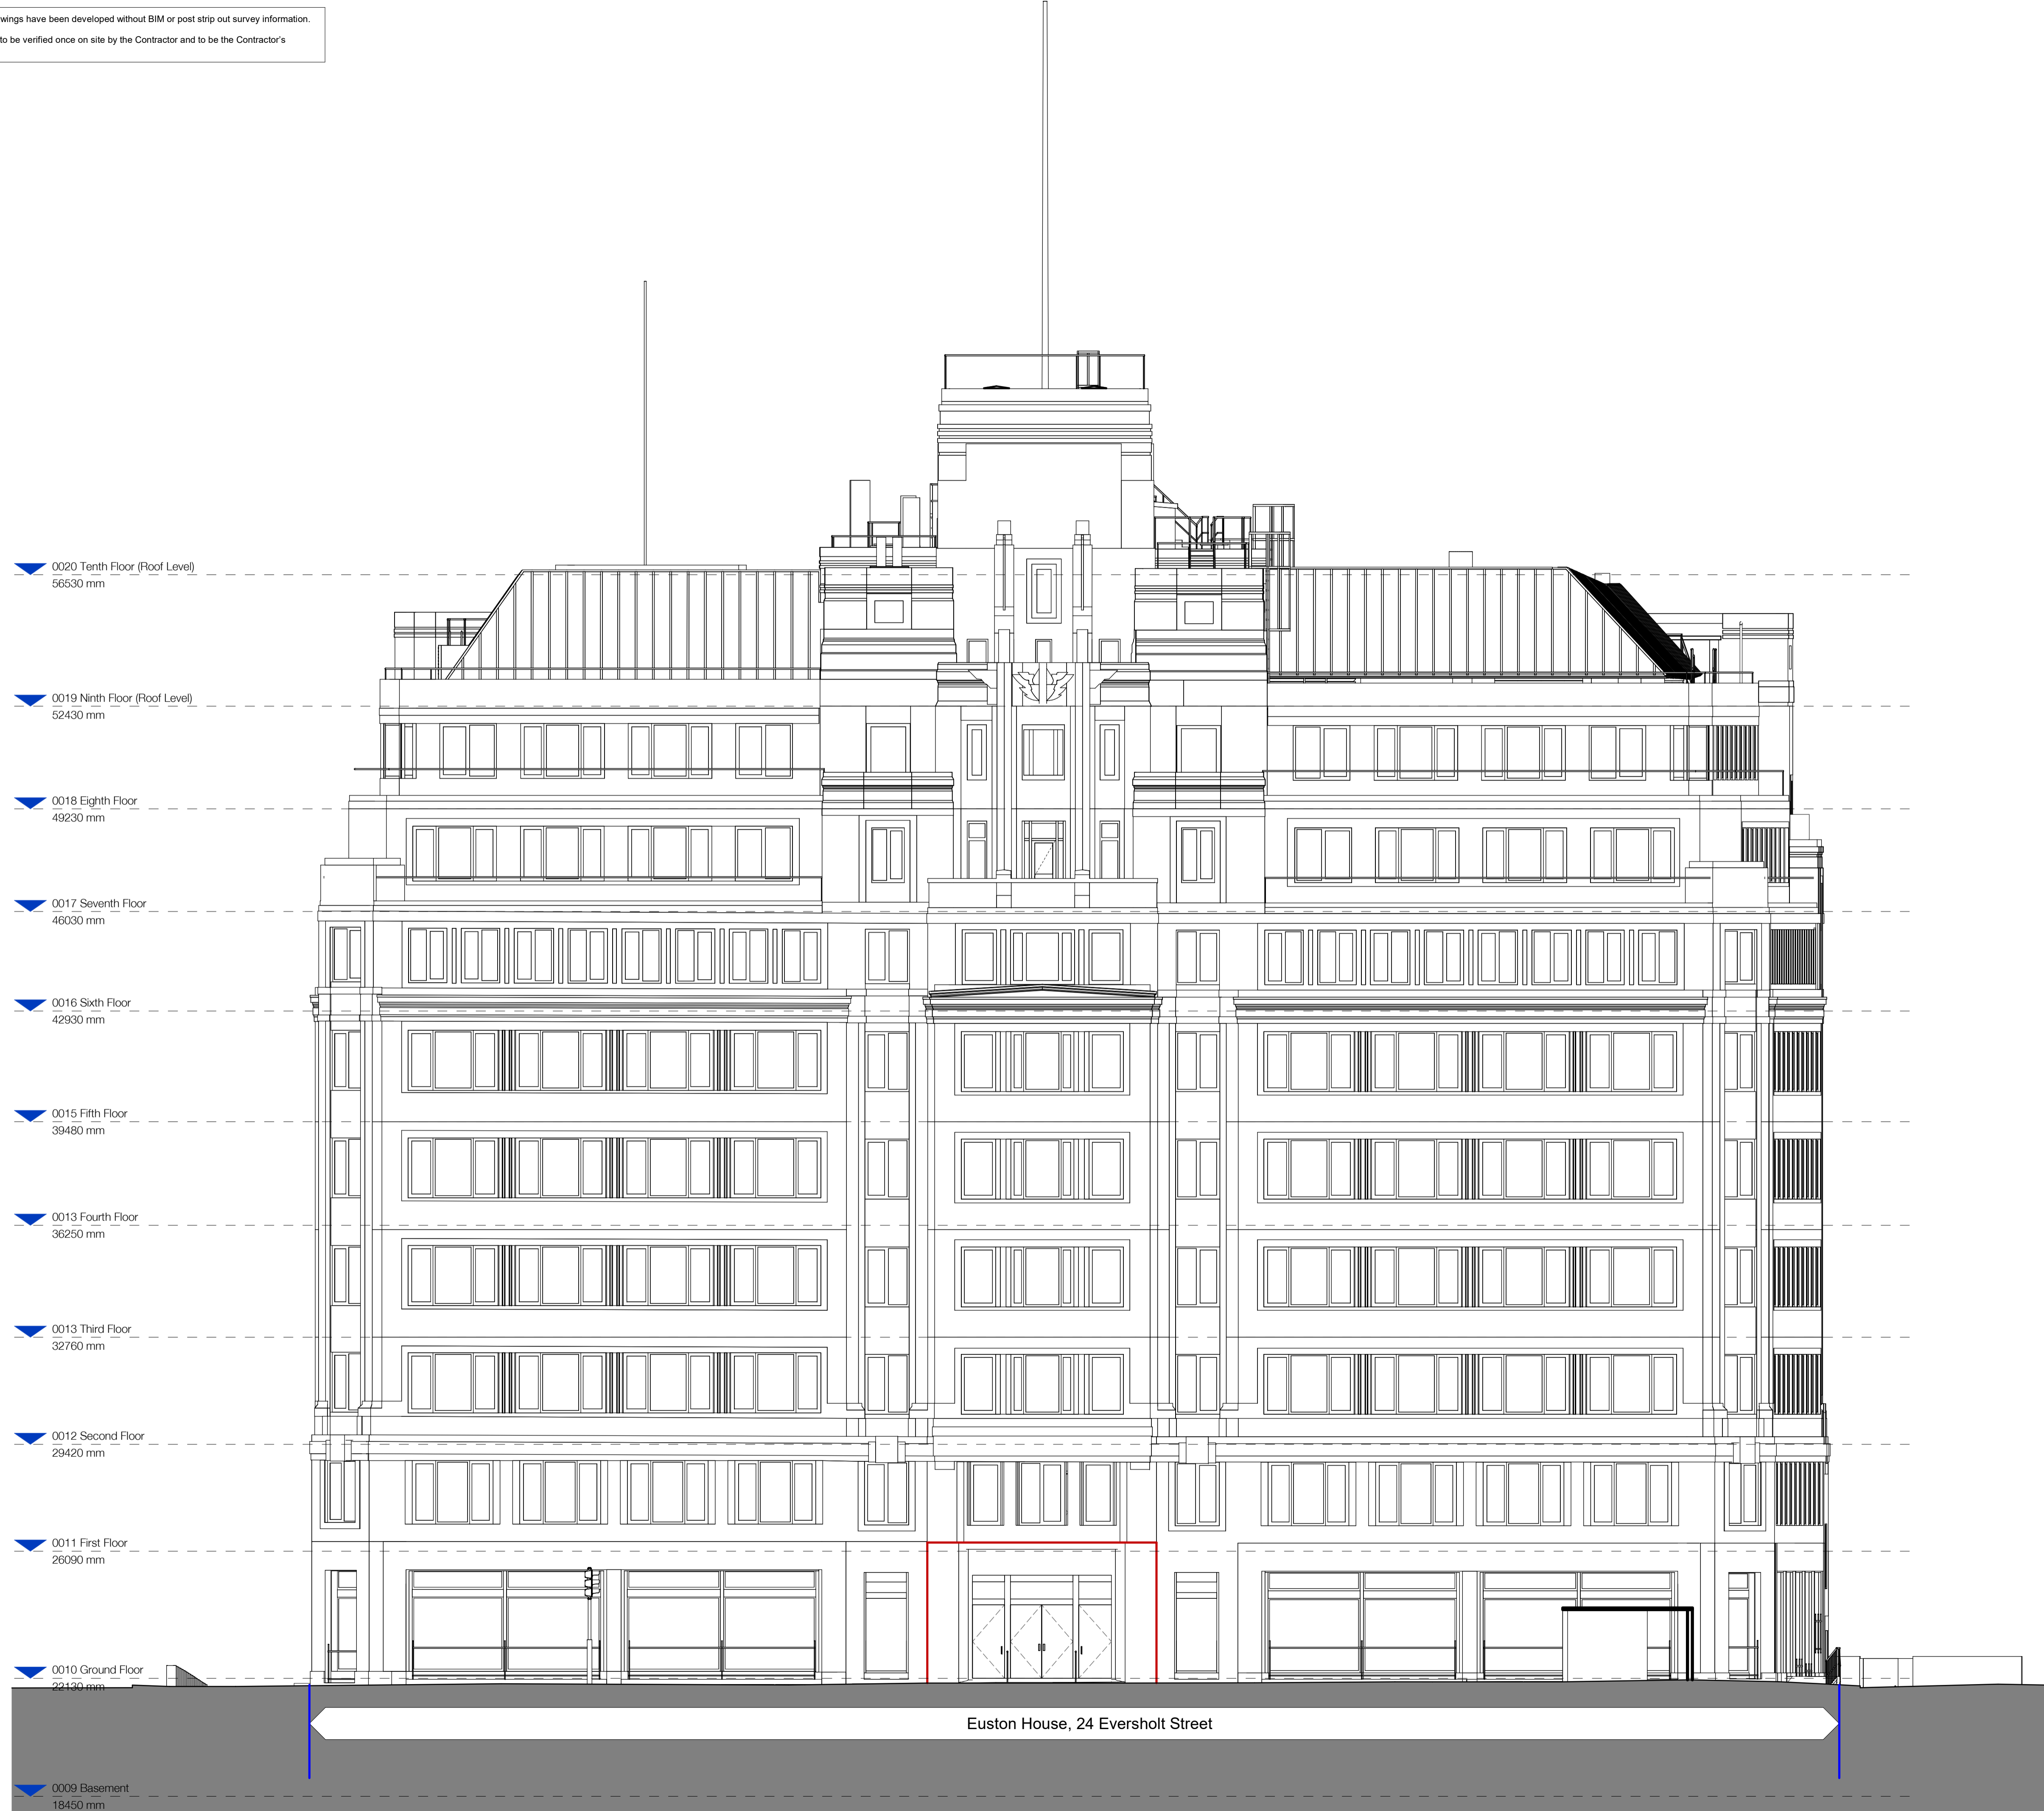 wings have been developed without BIM or post strip out survey information.
to be verified once on site by the Contractor and to be the Contractor's
0020 Tenth Floor (Roof Level)
56530 mm
0019 Ninth Floor (Roof Level)
52430 mm
0018 Eighth Floor
49230 mm
0017 Seventh Floor
46030 mm
0016 Sixth Floor
42930 mm
0015 Fifth Floor
39480 mm
0013 Fourth Floor
36250 mm
0013 Third Floor
32760 mm
0012 Second Floor
29420 mm
0011 First Floor
26090 mm
0010 Ground Floor
22130 mm
Euston House, 24 Eversholt Street
0009 Basement
18450 mm